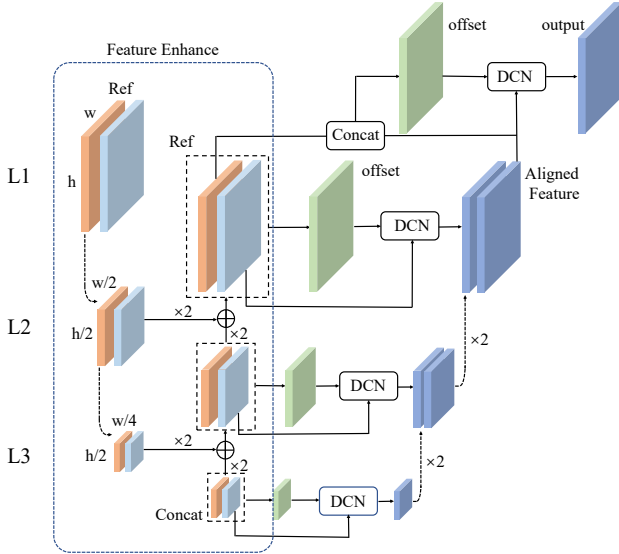 offset
output
Feature Enhance
DCN
Ref
w
Concat
Ref
L1
h
offset
Aligned
Feature
DCN
w/2
×2
L2
h/2
×2
×2
DCN
w/4
×2
L3
h/2
×2
×2
Concat
DCN